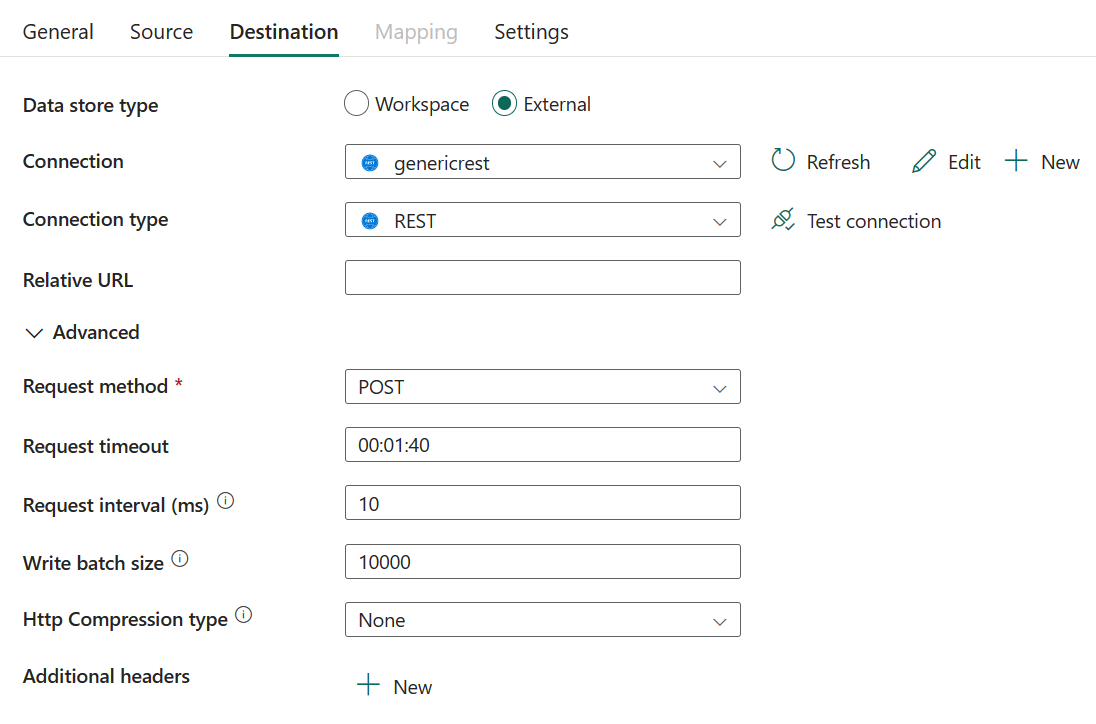 General Source Destination Mapping Settings
Data store type Workspace External
Connection genericrest Refresh Edit New
Connection type REST Test connection
Relative URL
Advanced
Request method * POST
Request timeout 00:01:40
Request interval (ms) 10
Write batch size 10000
Http Compression type None
Additional headers New